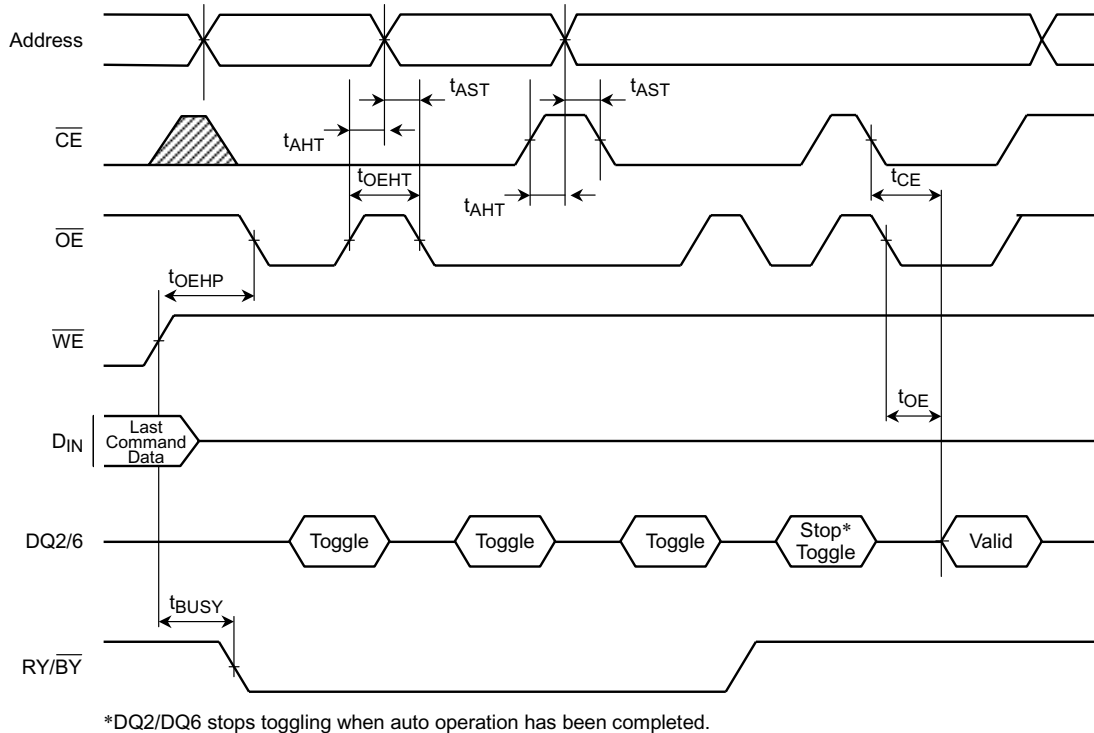 Address
tAST
tAST
CE
tAHT
tCE
tOEHT
tAHT
OE
tOEHP
WE
tOE
DIN
Last
Command
Data
DQ2/6
Toggle
Toggle
Toggle
Stop*
Toggle
Valid
tBUSY
RY/BY
*DQ2/DQ6 stops toggling when auto operation has been completed.